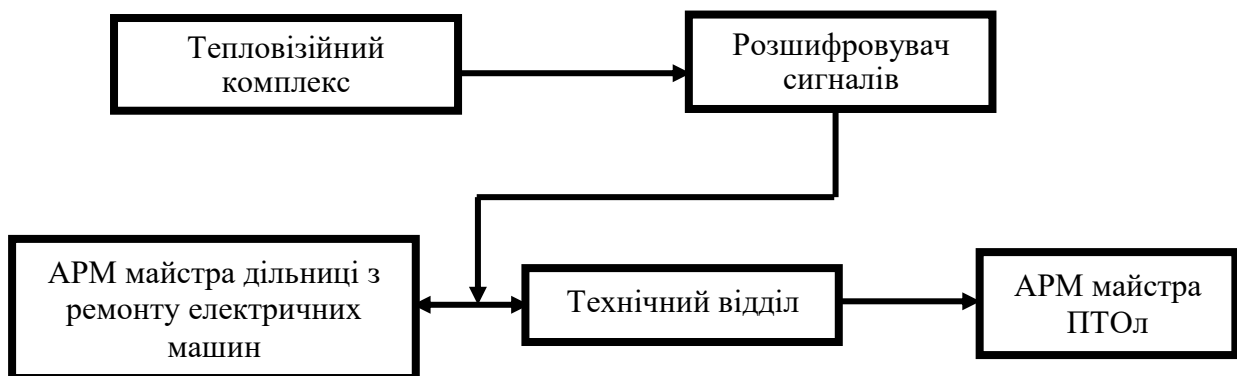 Тепловізійний
комплекс
Розшифровувач
сигналів
АРМ майстра дільниці з
ремонту електричних
машин
Технічний відділ
АРМ майстра
ПТОл